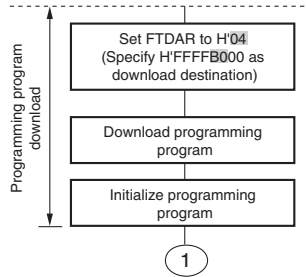 Programming program
download
Set FTDAR to H'04
(Specify H'FFFFB000 as
download destination)
Download programming
program
Initialize programming
program
1